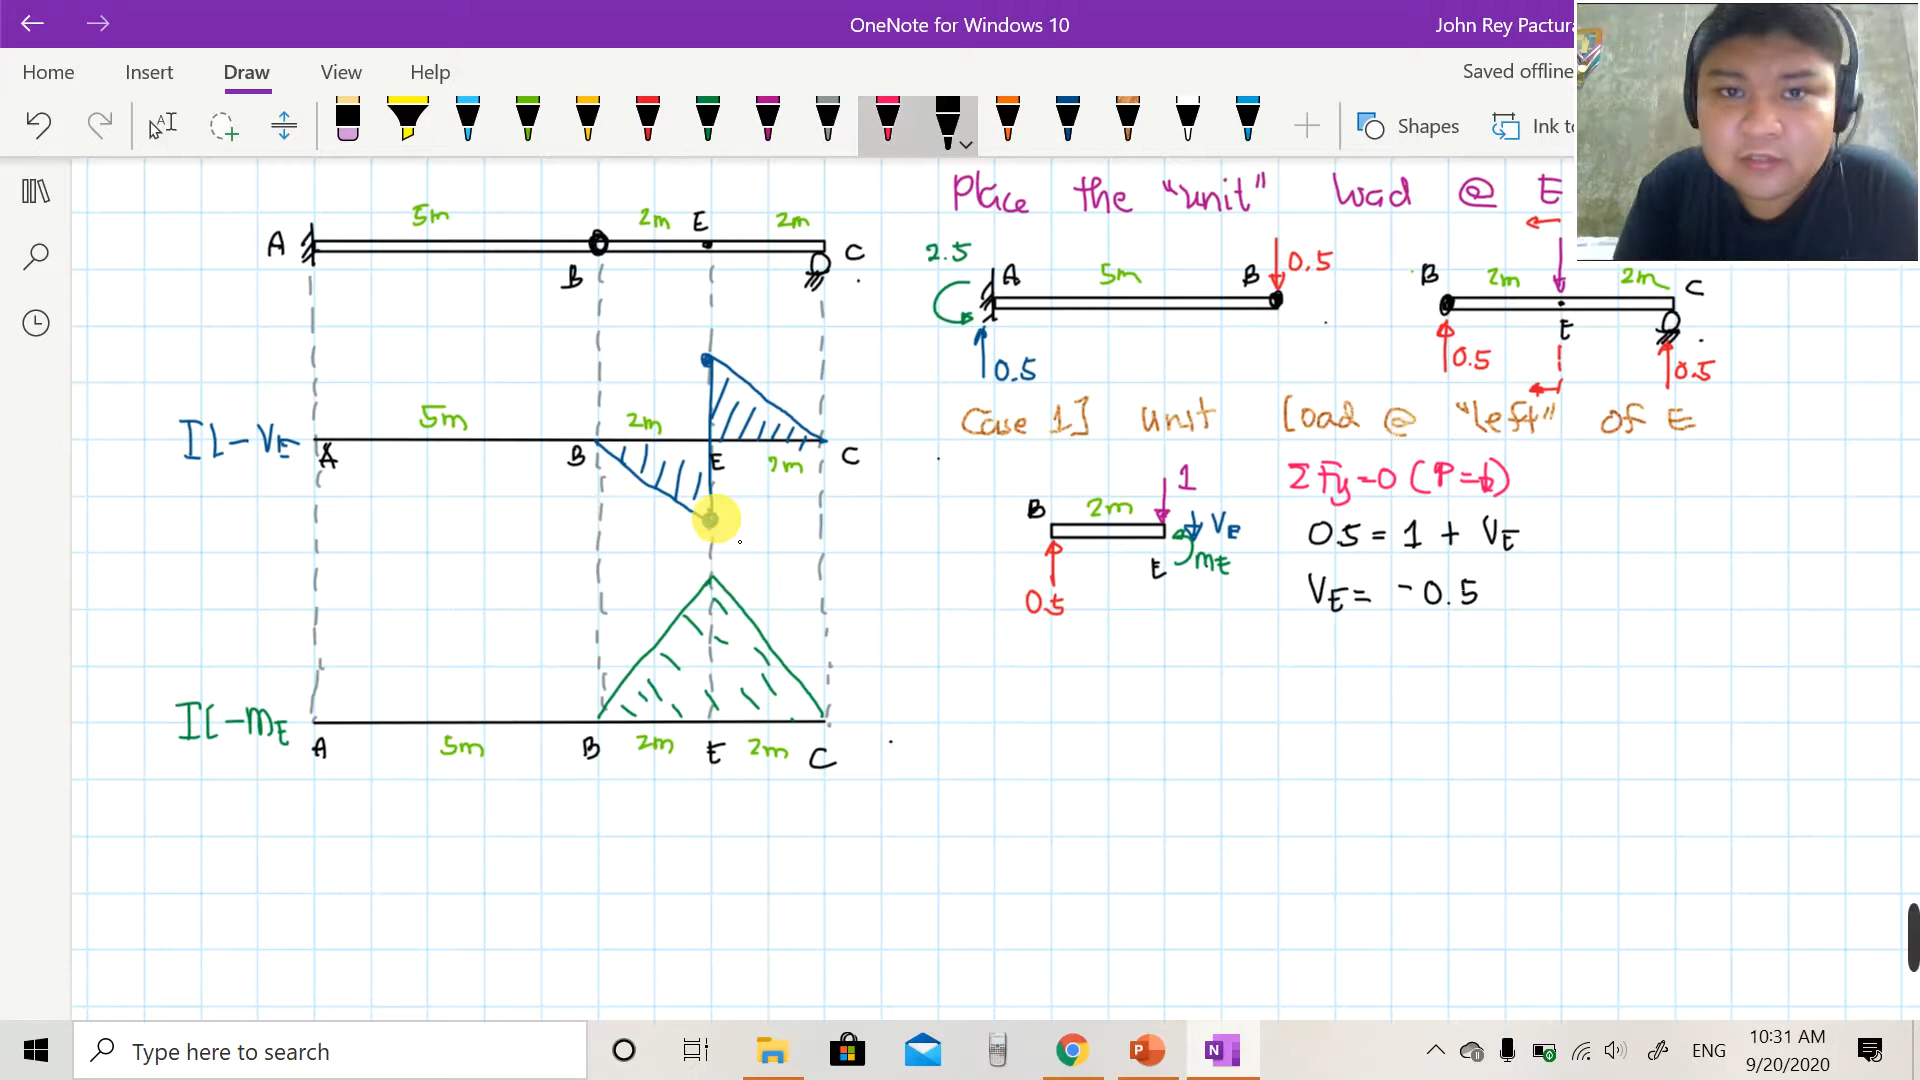 OneNote for Windows 10
John Rey Pactura
Home Insert Draw View Help
Saved offline
Shapes
Ink to
A 5m B 2m E 2m C
IL-VE
A 5m B 2m E 2m C
IL-mE
A 5m B 2m E 2m C
Place the "unit" load @ E
2.5 A 5m B 0.5
0.5
B 2m E 2m C
0.5 0.5
Case 1] unit load @ "left" of E
B 2m 1 VE
E mE
0.5
ΣFy=0 (↑=↓)
0.5 = 1 + VE
VE = -0.5
Type here to search
ENG
10:31 AM
9/20/2020